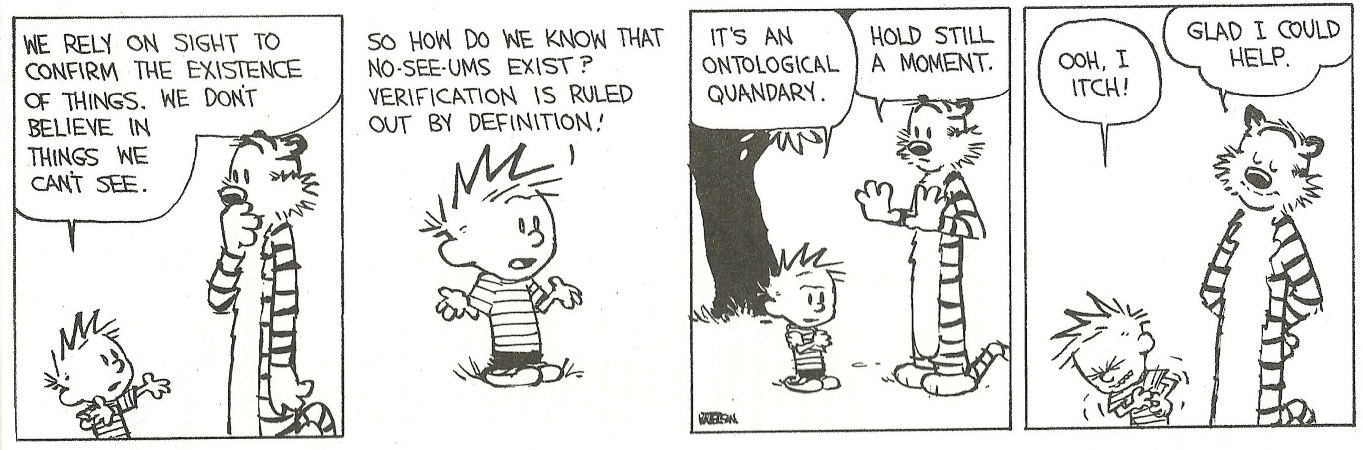 WE RELY ON SIGHT TO
CONFIRM THE EXISTENCE
OF THINGS. WE DON'T
BELIEVE IN
THINGS WE
CAN'T SEE.
SO HOW DO WE KNOW THAT
NO-SEE-UMS EXIST?
VERIFICATION IS RULED
OUT BY DEFINITION!
IT'S AN
ONTOLOGICAL
QUANDARY.
HOLD STILL
A MOMENT.
WATTERSON
OOH, I
ITCH!
GLAD I COULD
HELP.